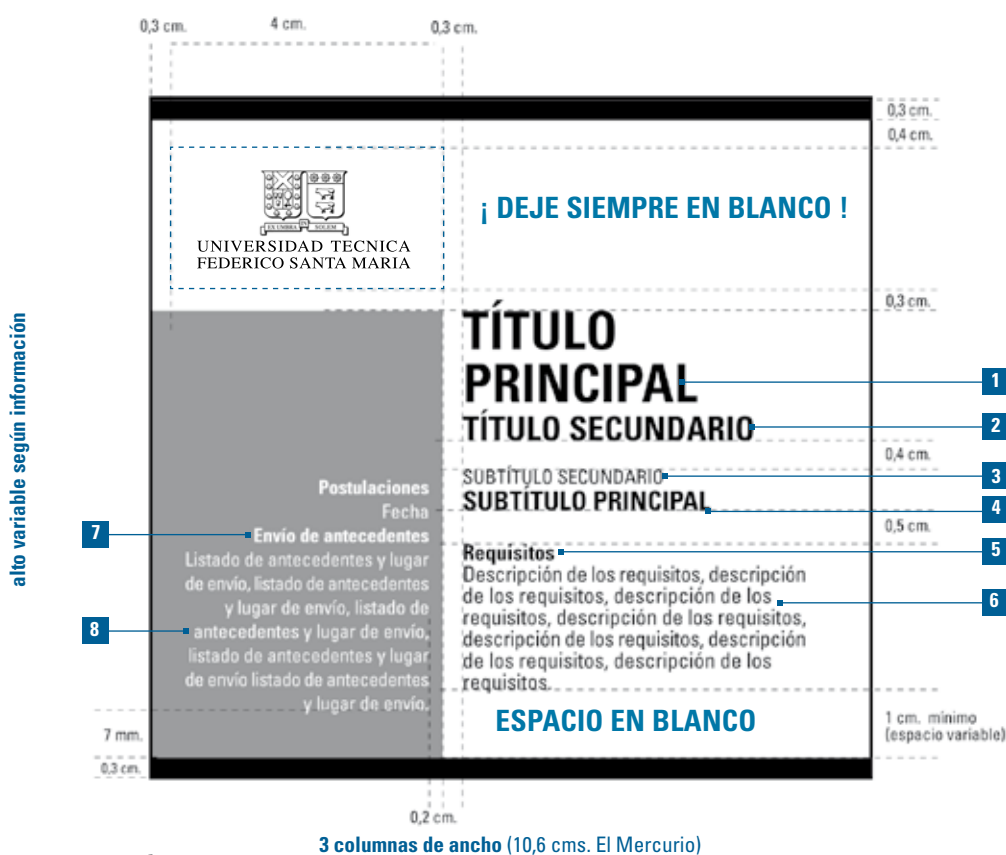 0,3 cm.
4 cm.
0,3 cm.
0,3 cm.
0,4 cm.
EX UMBRA IN SOLEM
UNIVERSIDAD TECNICA
FEDERICO SANTA MARIA
¡ DEJE SIEMPRE EN BLANCO !
0,3 cm.
alto variable según información
TÍTULO
PRINCIPAL
1
TÍTULO SECUNDARIO
2
0,4 cm.
SUBTÍTULO SECUNDARIO
3
SUBTÍTULO PRINCIPAL
4
0,5 cm.
Requisitos
5
Descripción de los requisitos, descripción
de los requisitos, descripción de los
6
requisitos, descripción de los requisitos,
descripción de los requisitos, descripción
de los requisitos, descripción de los
requisitos.
Postulaciones
Fecha
7
Envío de antecedentes
Listado de antecedentes y lugar
de envío, listado de antecedentes
y lugar de envío, listado de
8
antecedentes y lugar de envío,
listado de antecedentes y lugar
de envío listado de antecedentes
y lugar de envío.
ESPACIO EN BLANCO
1 cm. mínimo
(espacio variable)
7 mm.
0,3 cm.
0,2 cm.
3 columnas de ancho (10,6 cms. El Mercurio)